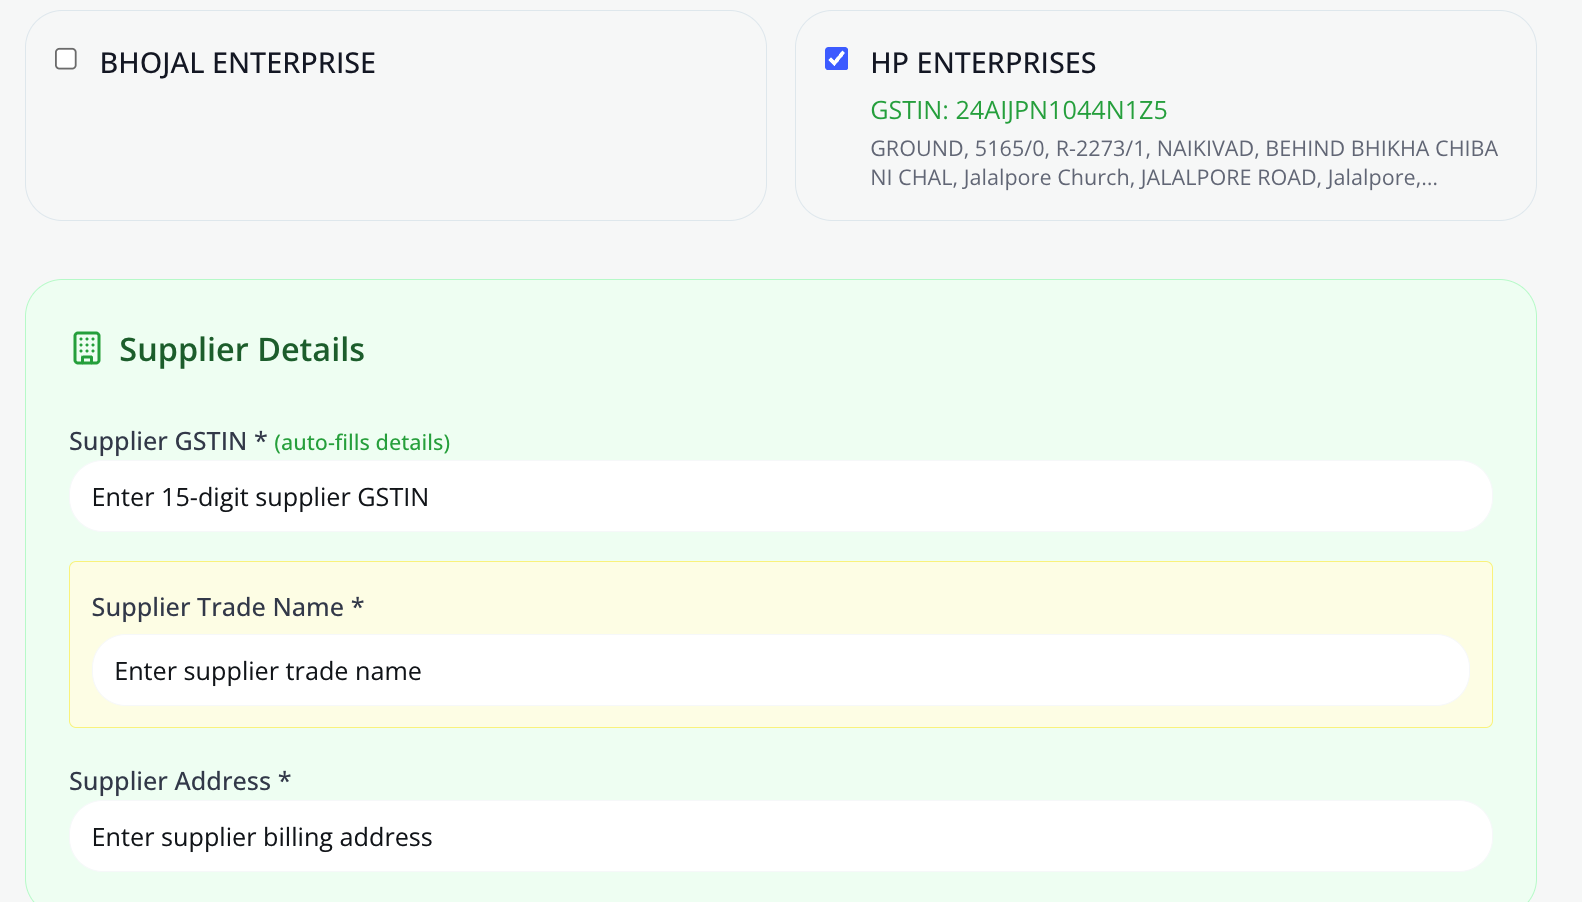 BHOJAL ENTERPRISE
HP ENTERPRISES
GSTIN: 24AIJPN1044N1Z5
GROUND, 5165/0, R-2273/1, NAIKIVAD, BEHIND BHIKHA CHIBA
NI CHAL, Jalalpore Church, JALALPORE ROAD, Jalalpore,...
Supplier Details
Supplier GSTIN * (auto-fills details)
Enter 15-digit supplier GSTIN
Supplier Trade Name *
Enter supplier trade name
Supplier Address *
Enter supplier billing address